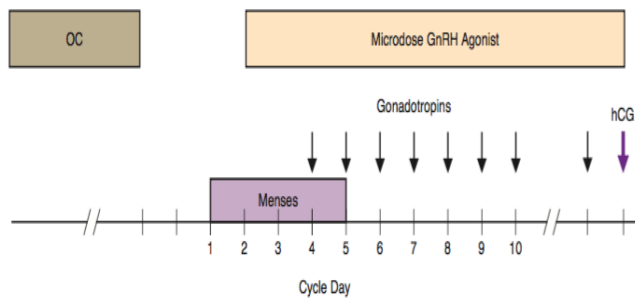 OC
Microdose GnRH Agonist
Gonadotropins
hCG
Menses
1 2 3 4 5 6 7 8 9 10
Cycle Day